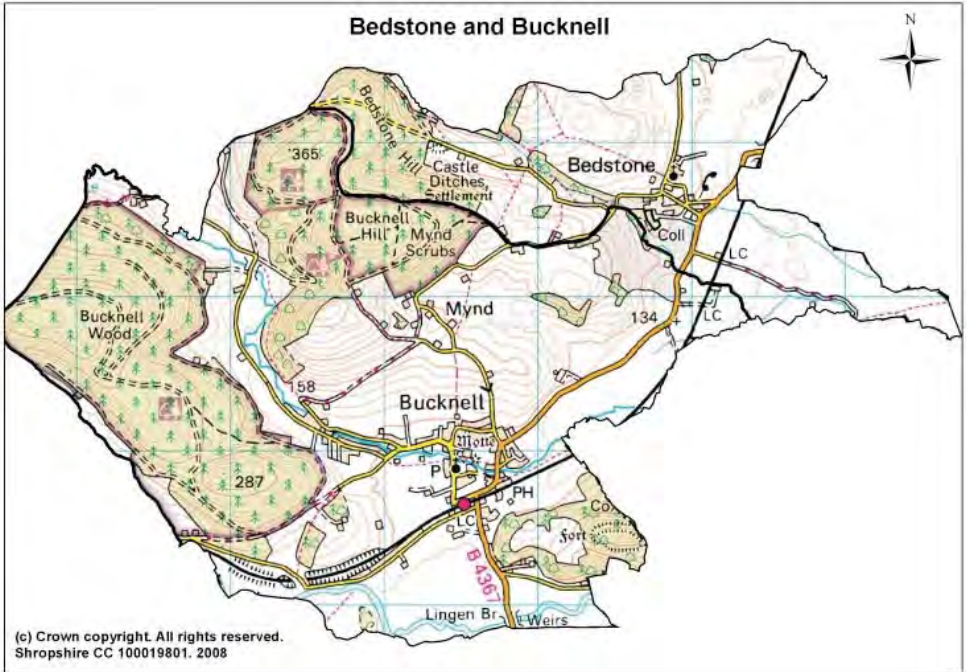 Bedstone and Bucknell
N
Bedstone Hill
365
Castle
Ditches
Settlement
Bedstone
Bucknell
Hill
Mynd
Scrubs
Coll
LC
Bucknell
Wood
Mynd
134
LC
158
Bucknell
Motte
287
P
PH
LC
Fort
B 4367
Lingen Br
Weirs
(c) Crown copyright. All rights reserved.
Shropshire CC 100019801. 2008